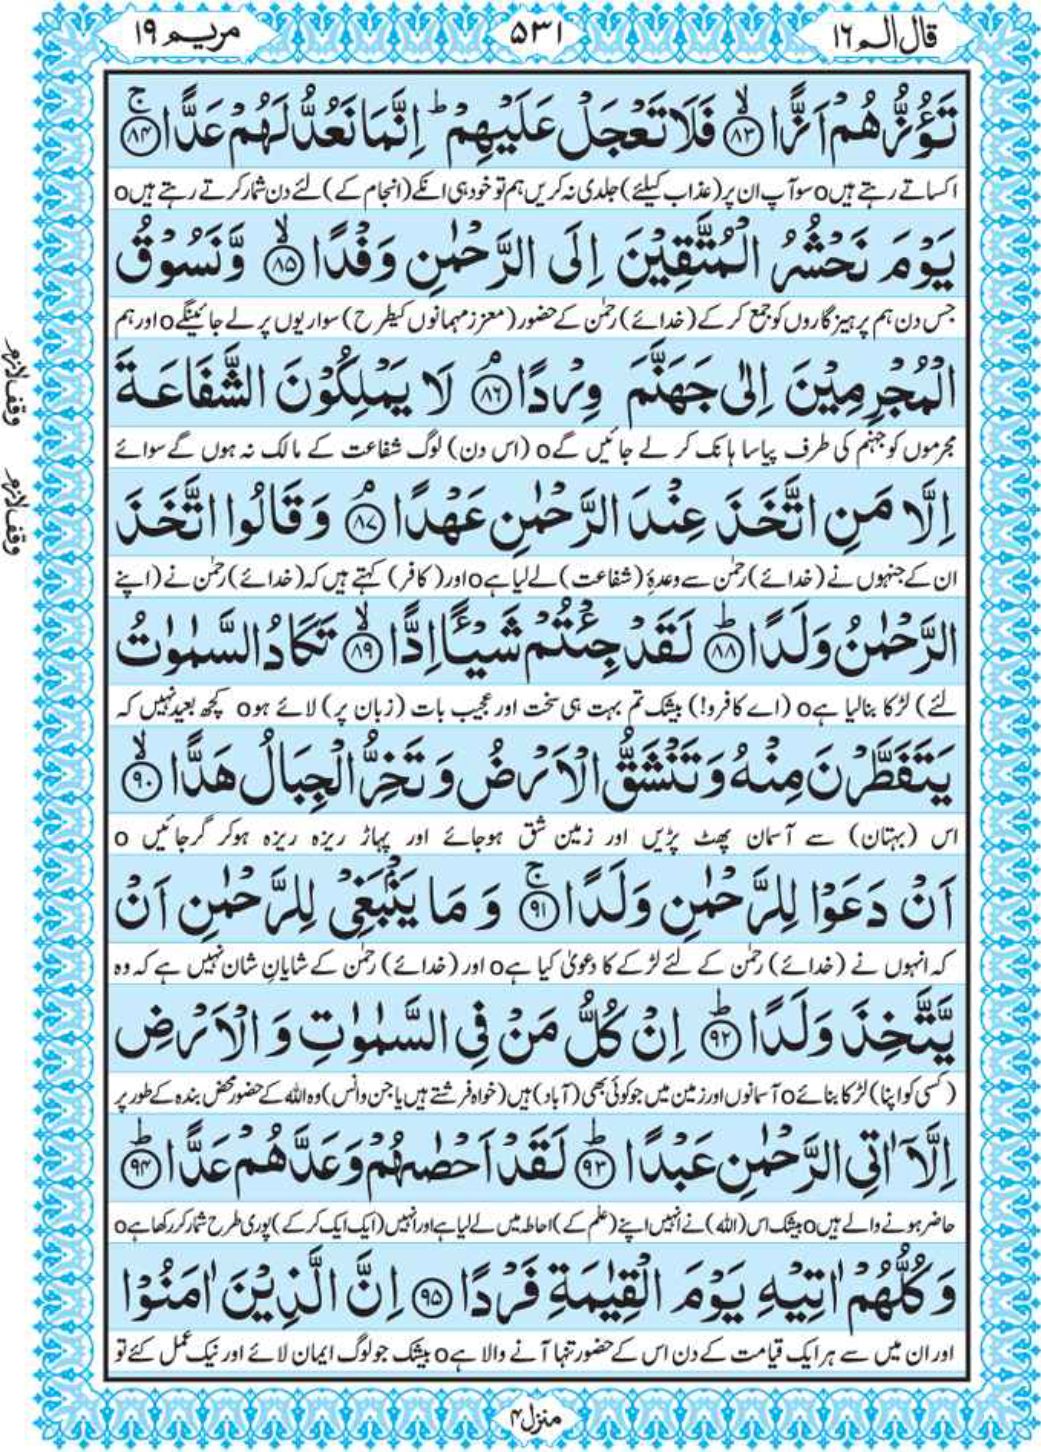 قال الم ١٦
٥٣١
مریم ١٩
تَؤُزُّهُمْ اَزًّا ۙ﴿٨٣﴾ فَلَا تَعْجَلْ عَلَيْهِمْ ؕ اِنَّمَا نَعُدُّ لَهُمْ عَدًّا ۚ﴿٨٤﴾
اکساتے رہتے ہیں o سو آپ ان پر (عذاب کیلئے) جلدی نہ کریں ہم تو خود ہی انکے (انجام کے) لئے دن شمار کرتے رہتے ہیں o
يَوْمَ نَحْشُرُ الْمُتَّقِيْنَ اِلَى الرَّحْمٰنِ وَفْدًا ۙ﴿٨٥﴾ وَّنَسُوْقُ
جس دن ہم پرہیز گاروں کو جمع کر کے (خدائے) رحمٰن کے حضور (معزز مہمانوں کیطرح) سواریوں پر لے جائینگے o اور ہم
الْمُجْرِمِيْنَ اِلٰى جَهَنَّمَ وِرْدًا ۘ﴿٨٦﴾ لَا يَمْلِكُوْنَ الشَّفَاعَةَ
وقف لازم
مجرموں کو جہنم کی طرف پیاسا ہانک کر لے جائیں گے o (اس دن) لوگ شفاعت کے مالک نہ ہوں گے سوائے
اِلَّا مَنِ اتَّخَذَ عِنْدَ الرَّحْمٰنِ عَهْدًا ۘ﴿٨٧﴾ وَقَالُوا اتَّخَذَ
وقف لازم
ان کے جنہوں نے (خدائے) رحمٰن سے وعدۂ (شفاعت) لے لیا ہے o اور (کافر) کہتے ہیں کہ (خدائے) رحمٰن نے (اپنے
الرَّحْمٰنُ وَلَدًا ؕ﴿٨٨﴾ لَقَدْ جِئْتُمْ شَيْـًٔا اِدًّا ۙ﴿٨٩﴾ تَكَادُ السَّمٰوٰتُ
لئے) لڑکا بنا لیا ہے o (اے کافرو!) بیشک تم بہت ہی سخت اور عجیب بات (زبان پر) لائے ہو o کچھ بعید نہیں کہ
يَتَفَطَّرْنَ مِنْهُ وَتَنْشَقُّ الْاَرْضُ وَتَخِرُّ الْجِبَالُ هَدًّا ۙ﴿٩٠﴾
اس (بہتان) سے آسمان پھٹ پڑیں اور زمین شق ہوجائے اور پہاڑ ریزہ ریزہ ہوکر گرجائیں o
اَنْ دَعَوْا لِلرَّحْمٰنِ وَلَدًا ۚ﴿٩١﴾ وَمَا يَنْۢبَغِيْ لِلرَّحْمٰنِ اَنْ
کہ انہوں نے (خدائے) رحمٰن کے لئے لڑکے کا دعویٰ کیا ہے o اور (خدائے) رحمٰن کے شایانِ شان نہیں ہے کہ وہ
يَّتَّخِذَ وَلَدًا ؕ﴿٩٢﴾ اِنْ كُلُّ مَنْ فِي السَّمٰوٰتِ وَالْاَرْضِ
(کسی کو اپنا) لڑکا بنائے o آسمانوں اور زمین میں جو کوئی بھی (آباد) ہیں (خواہ فرشتے ہیں یا جن و انس) وہ اللہ کے حضور محض بندہ کے طور پر
اِلَّاۤ اٰتِي الرَّحْمٰنِ عَبْدًا ؕ﴿٩٣﴾ لَقَدْ اَحْصٰىهُمْ وَعَدَّهُمْ عَدًّا ؕ﴿٩٤﴾
حاضر ہونے والے ہیں o بیشک اس (اللہ) نے انہیں اپنے (علم کے) احاطہ میں لے لیا ہے اور انہیں (ایک ایک کر کے) پوری طرح شمار کر رکھا ہے o
وَكُلُّهُمْ اٰتِيْهِ يَوْمَ الْقِيٰمَةِ فَرْدًا ﴿٩٥﴾ اِنَّ الَّذِيْنَ اٰمَنُوْا
اور ان میں سے ہر ایک قیامت کے دن اس کے حضور تنہا آنے والا ہے o بیشک جو لوگ ایمان لائے اور نیک عمل کئے تو
منزل ۴